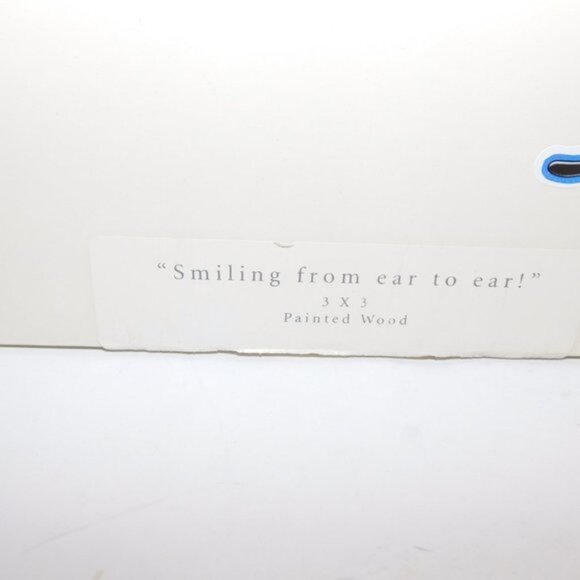 “Smiling from ear to ear!”
3 X 3
Painted Wood